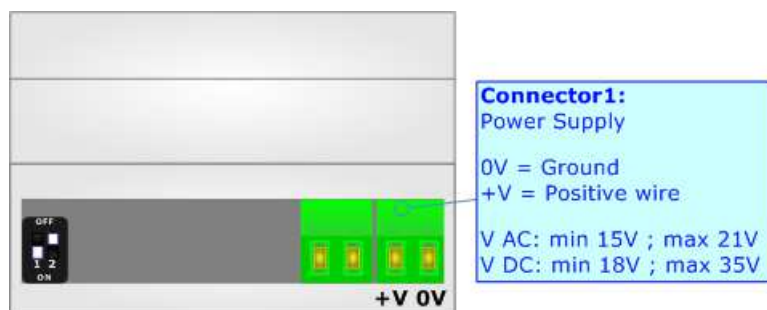 OFF
1 2
ON
+V 0V
Connector1:
Power Supply
0V = Ground
+V = Positive wire
V AC: min 15V ; max 21V
V DC: min 18V ; max 35V